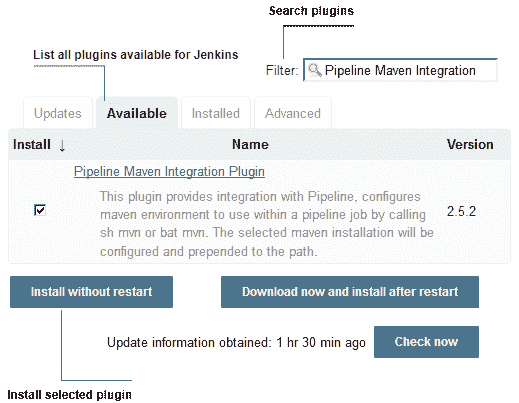 Search plugins
List all plugins available for Jenkins
Filter: Pipeline Maven Integration
Updates Available Installed Advanced
Install ↓ Name Version
Pipeline Maven Integration Plugin
This plugin provides integration with Pipeline, configures
maven environment to use within a pipeline job by calling
sh mvn or bat mvn. The selected maven installation will be
configured and prepended to the path.
2.5.2
Install without restart Download now and install after restart
Update information obtained: 1 hr 30 min ago Check now
Install selected plugin